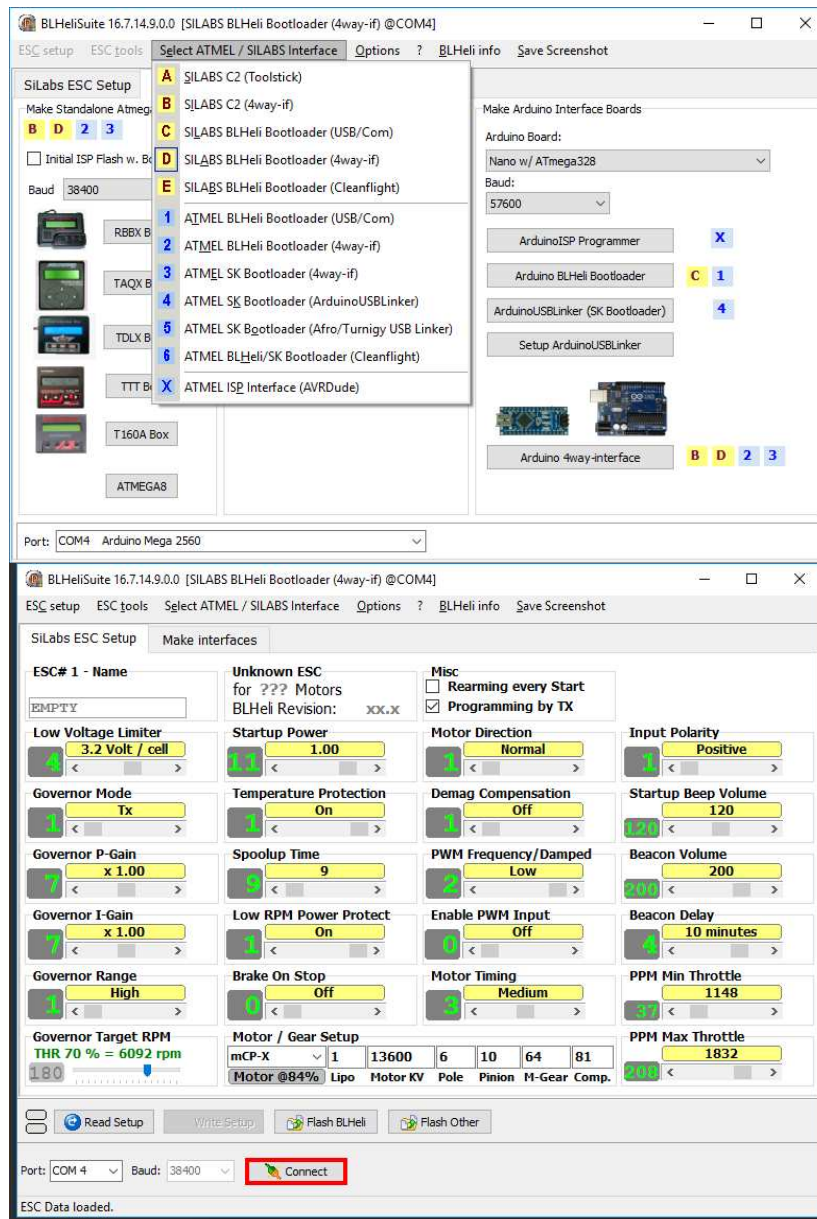 BLHeliSuite 16.7.14.9.0.0 [SILABS BLHeli Bootloader (4way-if) @COM4]
ESC setup ESC tools Select ATMEL / SILABS Interface Options ? BLHeli info Save Screenshot
SiLabs ESC Setup
A SILABS C2 (Toolstick)
B SILABS C2 (4way-if)
C SILABS BLHeli Bootloader (USB/Com)
D SILABS BLHeli Bootloader (4way-if)
E SILABS BLHeli Bootloader (Cleanflight)
1 ATMEL BLHeli Bootloader (USB/Com)
2 ATMEL BLHeli Bootloader (4way-if)
3 ATMEL SK Bootloader (4way-if)
4 ATMEL SK Bootloader (ArduinoUSBLinker)
5 ATMEL SK Bootloader (Afro/Turnigy USB Linker)
6 ATMEL BLHeli/SK Bootloader (Cleanflight)
X ATMEL ISP Interface (AVRDude)
Make Standalone Atmeg
B D 2 3
Initial ISP Flash w. Bo
Baud 38400
RBBX B
TAQX B
TDLX B
TTT Bo
T160A Box
ATMEGA8
Make Arduino Interface Boards
Arduino Board:
Nano w/ ATmega328
Baud:
57600
ArduinoISP Programmer X
Arduino BLHeli Bootloader C 1
ArduinoUSBLinker (SK Bootloader) 4
Setup ArduinoUSBLinker
Arduino 4way-interface B D 2 3
Port: COM4 Arduino Mega 2560
BLHeliSuite 16.7.14.9.0.0 [SILABS BLHeli Bootloader (4way-if) @COM4]
ESC setup ESC tools Select ATMEL / SILABS Interface Options ? BLHeli info Save Screenshot
SiLabs ESC Setup Make interfaces
ESC# 1 - Name
EMPTY
Unknown ESC
for ??? Motors
BLHeli Revision: xx.x
Misc
Rearming every Start
Programming by TX
Low Voltage Limiter
3.2 Volt / cell
4
Startup Power
1.00
11
Motor Direction
Normal
1
Input Polarity
Positive
1
Governor Mode
Tx
1
Temperature Protection
On
1
Demag Compensation
Off
1
Startup Beep Volume
120
120
Governor P-Gain
x 1.00
7
Spoolup Time
9
9
PWM Frequency/Damped
Low
2
Beacon Volume
200
200
Governor I-Gain
x 1.00
7
Low RPM Power Protect
On
1
Enable PWM Input
Off
0
Beacon Delay
10 minutes
4
Governor Range
High
1
Brake On Stop
Off
0
Motor Timing
Medium
3
PPM Min Throttle
1148
37
Governor Target RPM
THR 70 % = 6092 rpm
180
Motor / Gear Setup
mCP-X 1 13600 6 10 64 81
Motor @84% Lipo Motor KV Pole Pinion M-Gear Comp.
PPM Max Throttle
1832
208
Read Setup Write Setup Flash BLHeli Flash Other
Port: COM 4 Baud: 38400 Connect
ESC Data loaded.